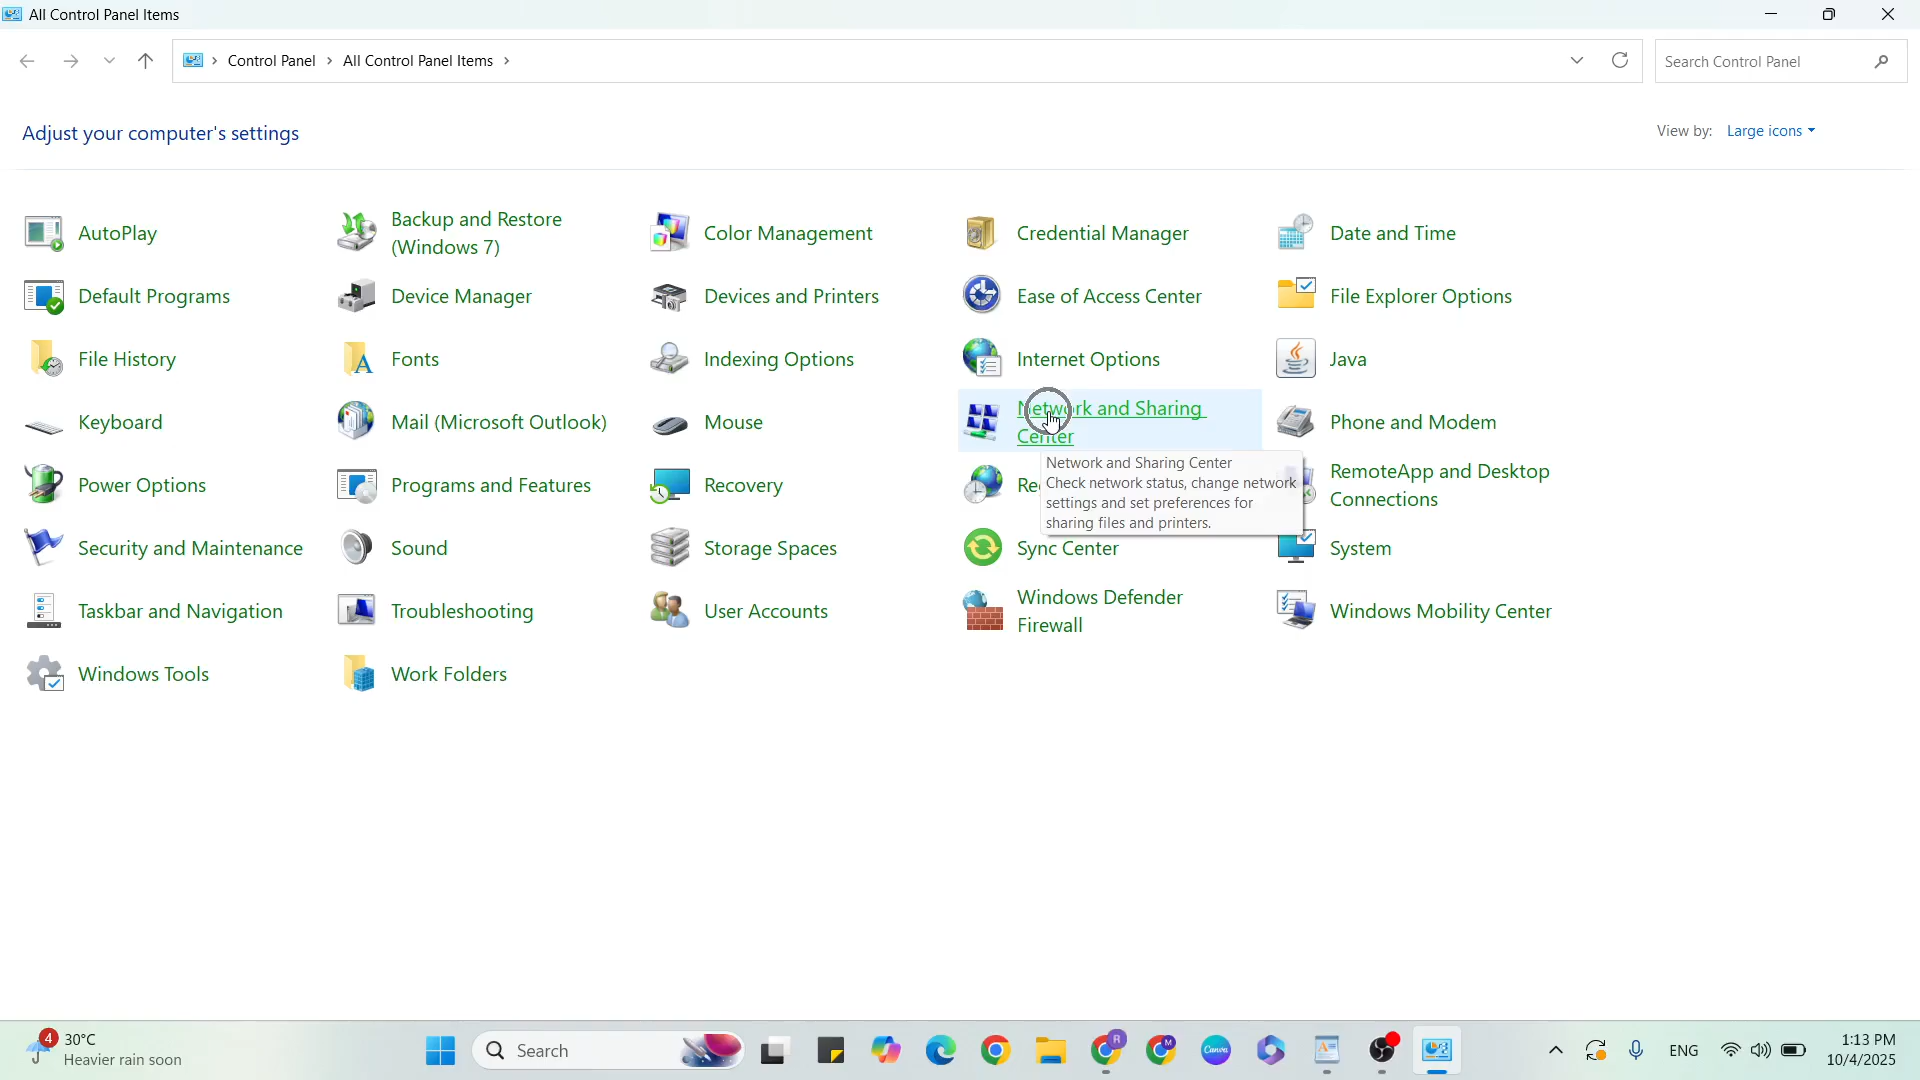 All Control Panel Items
Control Panel > All Control Panel Items >
Search Control Panel
Adjust your computer's settings
View by: Large icons
AutoPlay
Backup and Restore
(Windows 7)
Color Management
Credential Manager
Date and Time
Default Programs
Device Manager
Devices and Printers
Ease of Access Center
File Explorer Options
File History
Fonts
Indexing Options
Internet Options
Java
Keyboard
Mail (Microsoft Outlook)
Mouse
Network and Sharing
Center
Phone and Modem
Network and Sharing Center
Check network status, change network
settings and set preferences for
sharing files and printers.
Power Options
Programs and Features
Recovery
RemoteApp and Desktop
Connections
Security and Maintenance
Sound
Storage Spaces
Sync Center
System
Taskbar and Navigation
Troubleshooting
User Accounts
Windows Defender
Firewall
Windows Mobility Center
Windows Tools
Work Folders
4
30°C
Heavier rain soon
Search
R
M
Canva
ENG
1:13 PM
10/4/2025